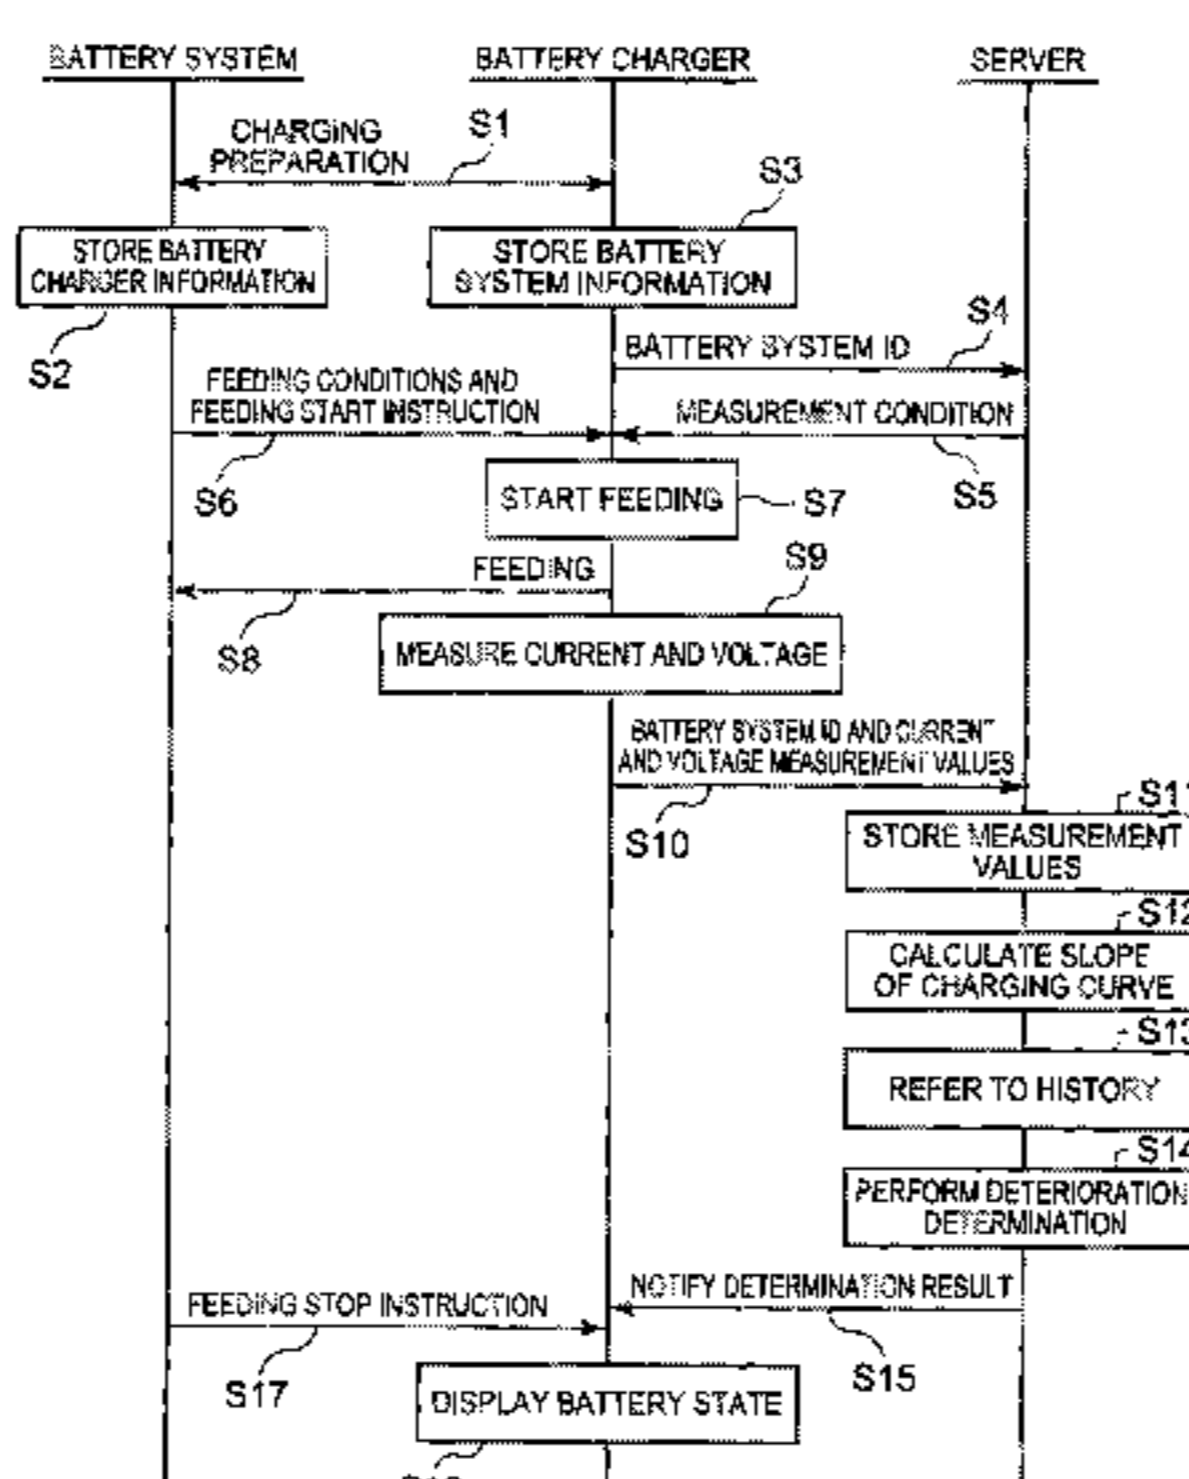 BATTERY SYSTEM
BATTERY CHARGER
SERVER
CHARGING
PREPARATION
S1
S3
STORE BATTERY
CHARGER INFORMATION
STORE BATTERY
SYSTEM INFORMATION
S2
BATTERY SYSTEM ID
S4
FEEDING CONDITIONS AND
FEEDING START INSTRUCTION
MEASUREMENT CONDITION
S6
S5
START FEEDING
S7
FEEDING
S9
S8
MEASURE CURRENT AND VOLTAGE
BATTERY SYSTEM ID AND CURRENT
AND VOLTAGE MEASUREMENT VALUES
S10
S11
STORE MEASUREMENT
VALUES
S12
CALCULATE SLOPE
OF CHARGING CURVE
S13
REFER TO HISTORY
S14
PERFORM DETERIORATION
DETERMINATION
NOTIFY DETERMINATION RESULT
FEEDING STOP INSTRUCTION
S15
S17
DISPLAY BATTERY STATE